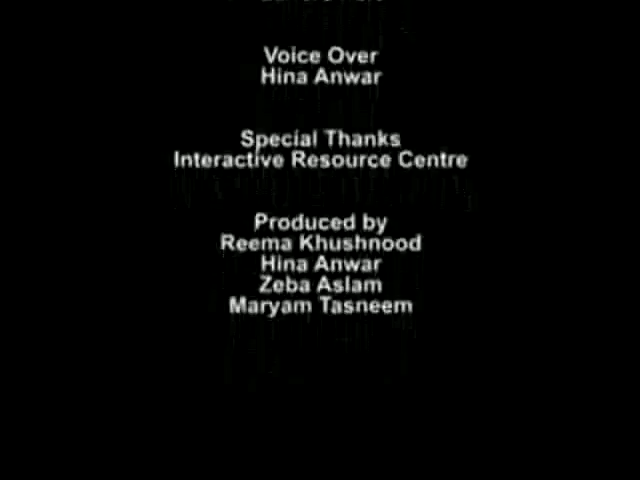 Voice Over
Hina Anwar
Special Thanks
Interactive Resource Centre
Produced by
Reema Khushnood
Hina Anwar
Zeba Aslam
Maryam Tasneem